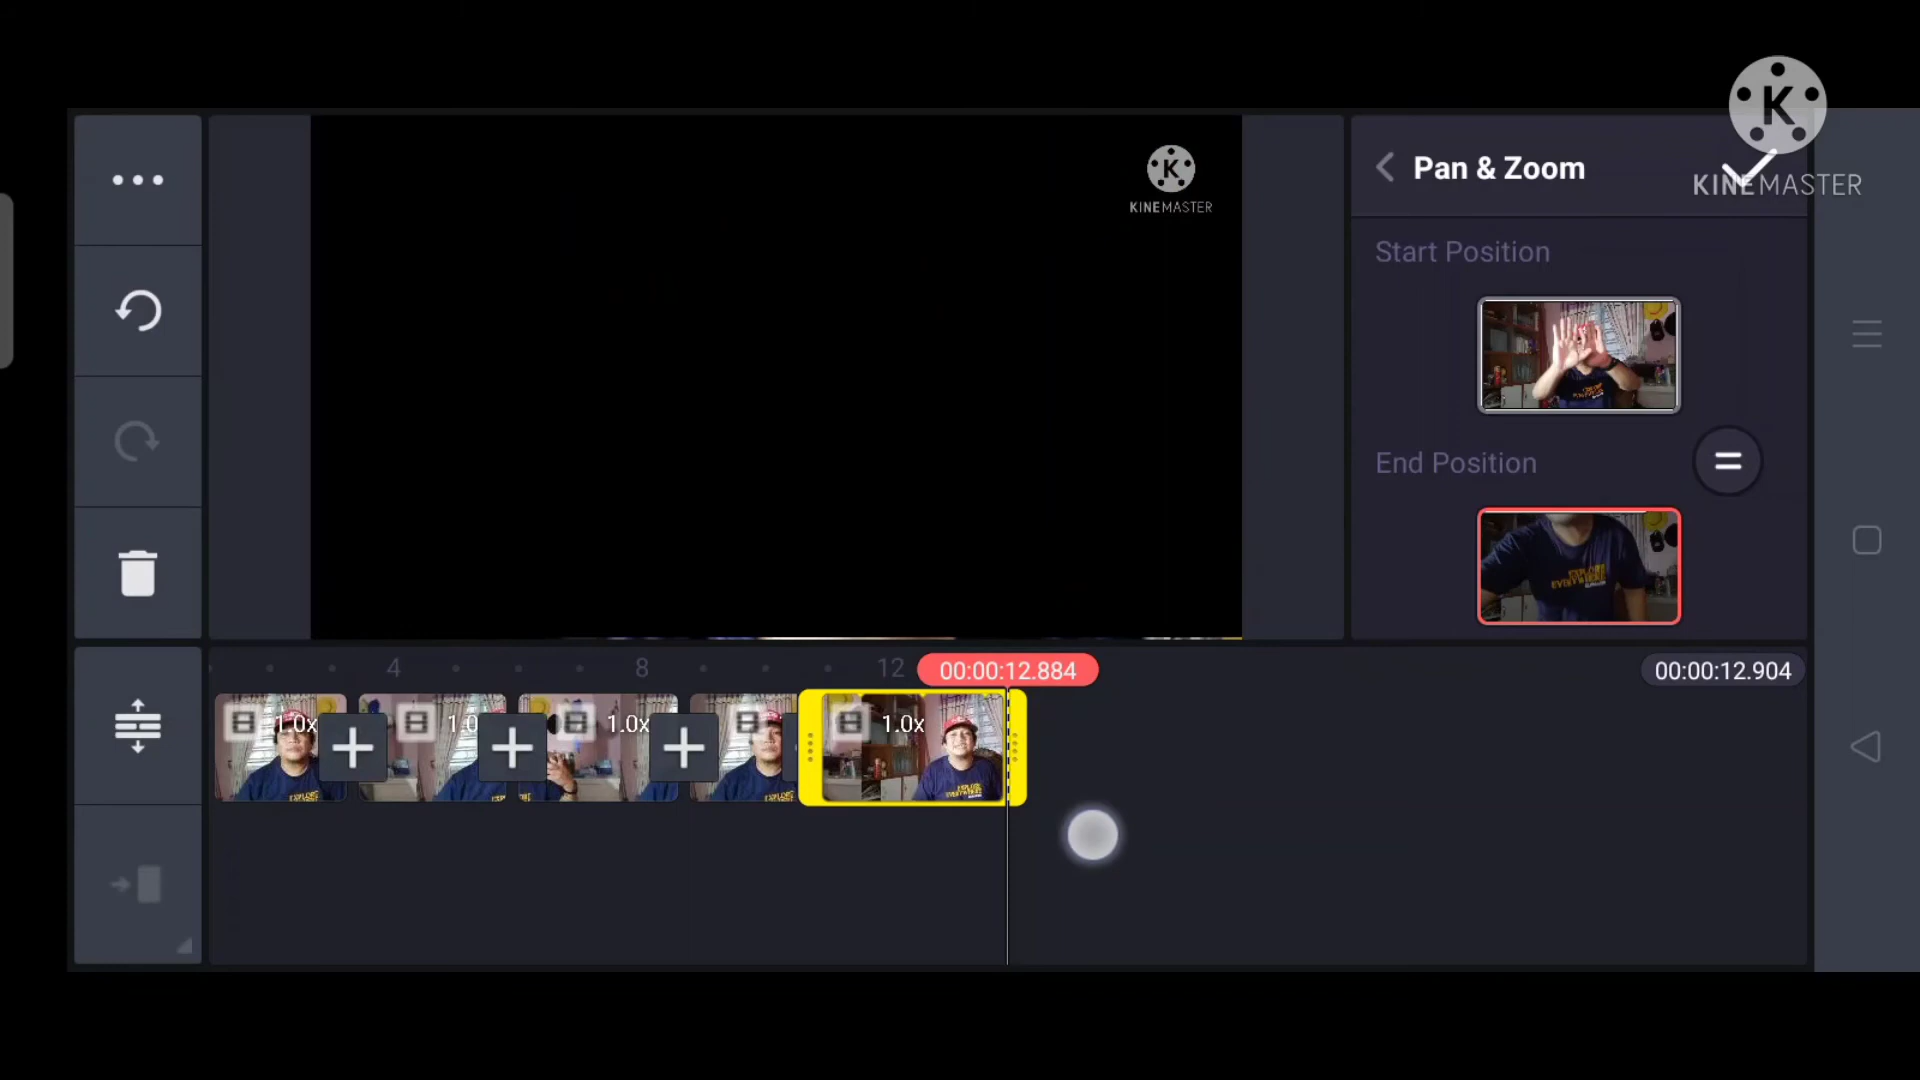 K
KINEMASTER
K
KINEMASTER
Pan & Zoom
Start Position
End Position
EXPLORE
4
8
12
00:00:12.884
00:00:12.904
1.0x
1.0
1.0x
1.0x